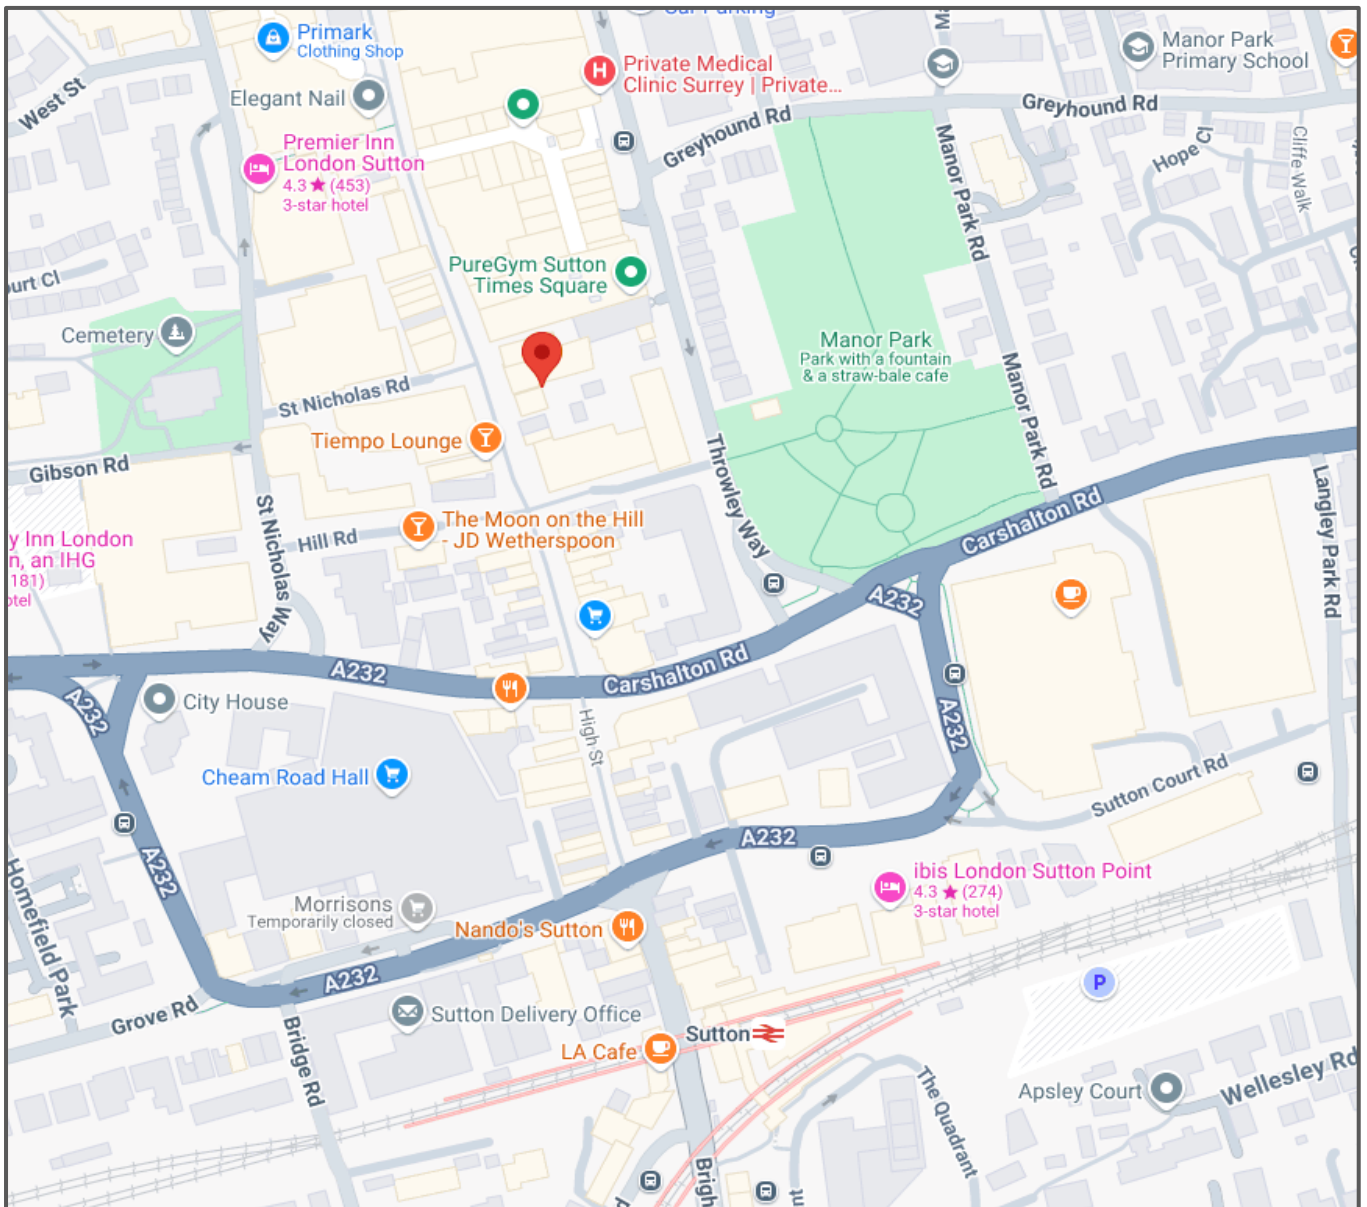 Car Parking
Primark
Clothing Shop
Manor Park
Primary School
Private Medical
Clinic Surrey | Private...
West St
Elegant Nail
Greyhound Rd
Greyhound Rd
Premier Inn
London Sutton
4.3 ★ (453)
3-star hotel
Manor Park Rd
Hope Cl
Cliffe Walk
PureGym Sutton
Times Square
ourt Cl
Cemetery
Manor Park
Park with a fountain
& a straw-bale cafe
Manor Park Rd
St Nicholas Rd
Tiempo Lounge
Gibson Rd
Throwley Way
Langley Park Rd
St Nicholas Way
Hill Rd
The Moon on the Hill
- JD Wetherspoon
Carshalton Rd
y Inn London
n, an IHG
181)
otel
A232
A232
Carshalton Rd
A232
City House
High St
A232
Cheam Road Hall
Sutton Court Rd
A232
A232
Homefield Park
ibis London Sutton Point
4.3 ★ (274)
3-star hotel
Morrisons
Temporarily closed
Nando's Sutton
A232
P
Grove Rd
Sutton Delivery Office
Sutton
LA Cafe
Bridge Rd
The Quadrant
Apsley Court
Wellesley Rd
Brigh